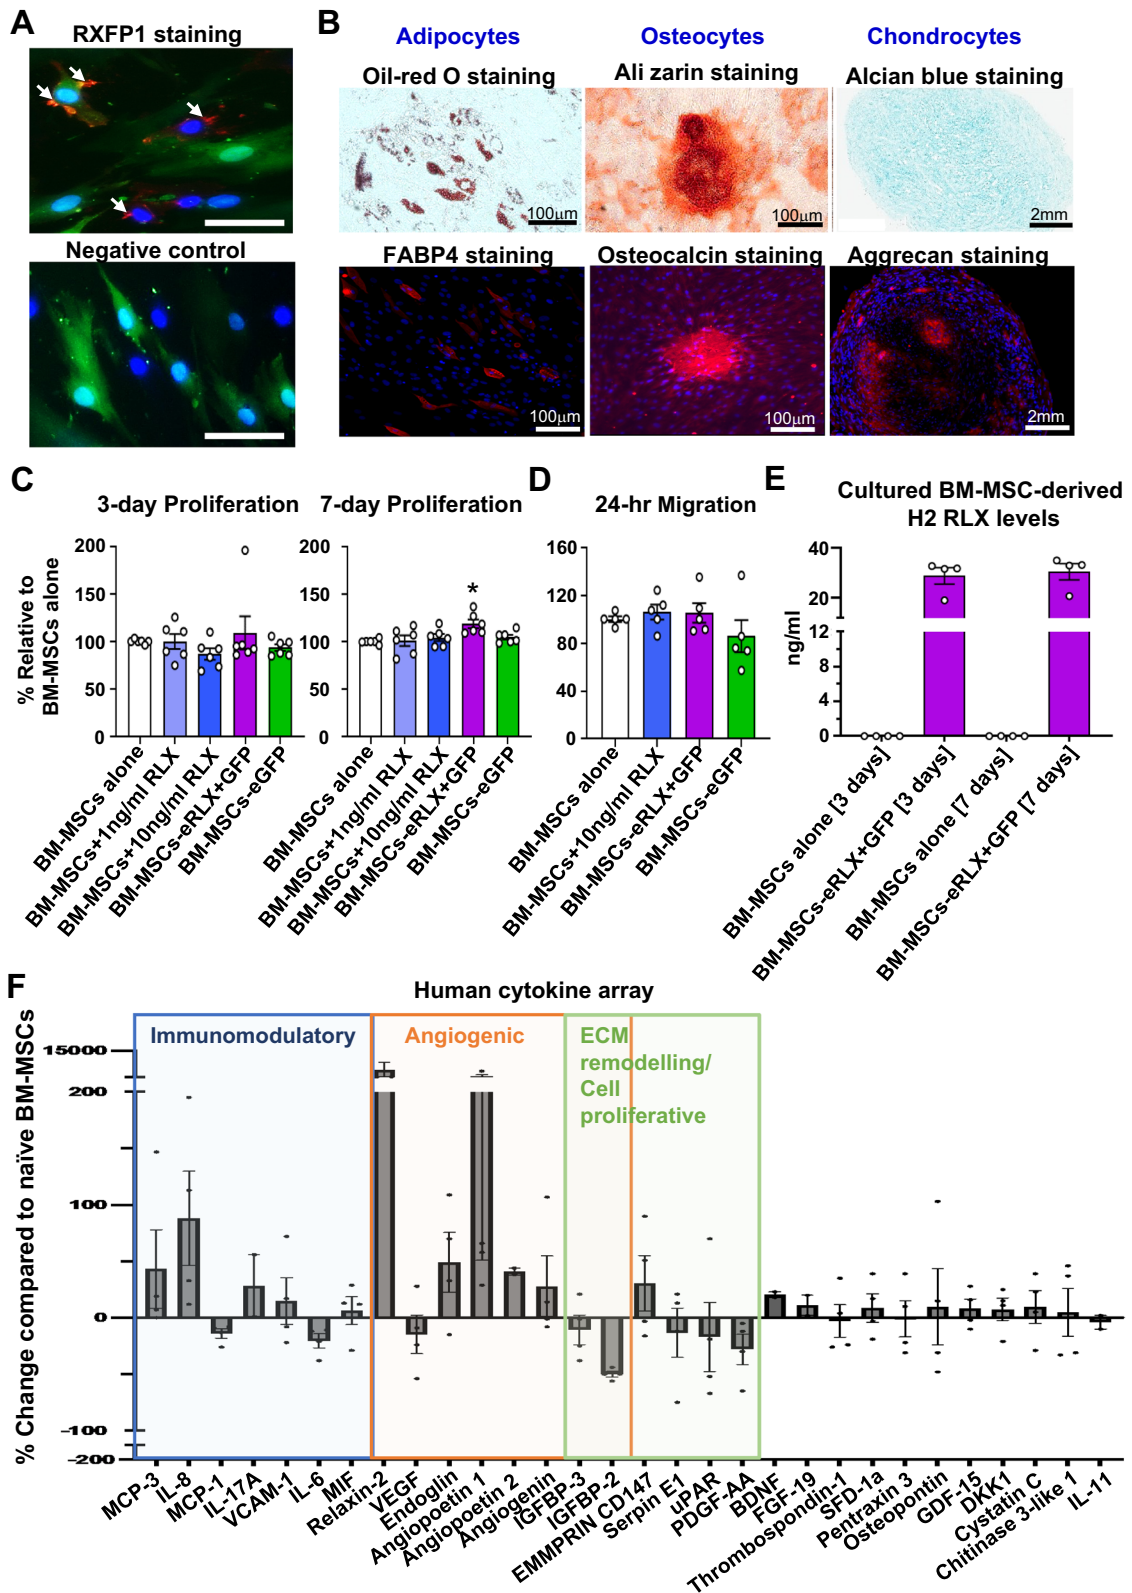 A
RXFP1 staining
Negative control
B
Adipocytes
Osteocytes
Chondrocytes
Oil-red O staining
Ali zarin staining
Alcian blue staining
100μm
100μm
2mm
FABP4 staining
Osteocalcin staining
Aggrecan staining
100μm
100μm
2mm
C
3-day Proliferation
7-day Proliferation
% Relative to
BM-MSCs alone
200
150
100
50
0
BM-MSCs alone
BM-MSCs+1ng/ml RLX
BM-MSCs+10ng/ml RLX
BM-MSCs-eRLX+GFP
BM-MSCs-eGFP
200
150
100
50
0
*
BM-MSCs alone
BM-MSCs+1ng/ml RLX
BM-MSCs+10ng/ml RLX
BM-MSCs-eRLX+GFP
BM-MSCs-eGFP
D
24-hr Migration
160
120
80
40
0
BM-MSCs alone
BM-MSCs+10ng/ml RLX
BM-MSCs-eRLX+GFP
BM-MSCs-eGFP
E
Cultured BM-MSC-derived
H2 RLX levels
ng/ml
40
20
12
8
4
0
BM-MSCs alone [3 days]
BM-MSCs-eRLX+GFP [3 days]
BM-MSCs alone [7 days]
BM-MSCs-eRLX+GFP [7 days]
F
Human cytokine array
% Change compared to naïve BM-MSCs
Immunomodulatory
Angiogenic
ECM
remodelling/
Cell
proliferative
15000
200
100
0
-100
-200
MCP-3
IL-8
MCP-1
IL-17A
VCAM-1
IL-6
MIF
Relaxin-2
VEGF
Endoglin
Angiopoetin 1
Angiopoetin 2
Angiogenin
IGFBP-3
IGFBP-2
EMMPRIN CD147
Serpin E1
uPAR
PDGF-AA
BDNF
FGF-19
Thrombospondin-1
SFD-1a
Pentraxin 3
Osteopontin
GDF-15
DKK1
Cystatin C
Chitinase 3-like 1
IL-11